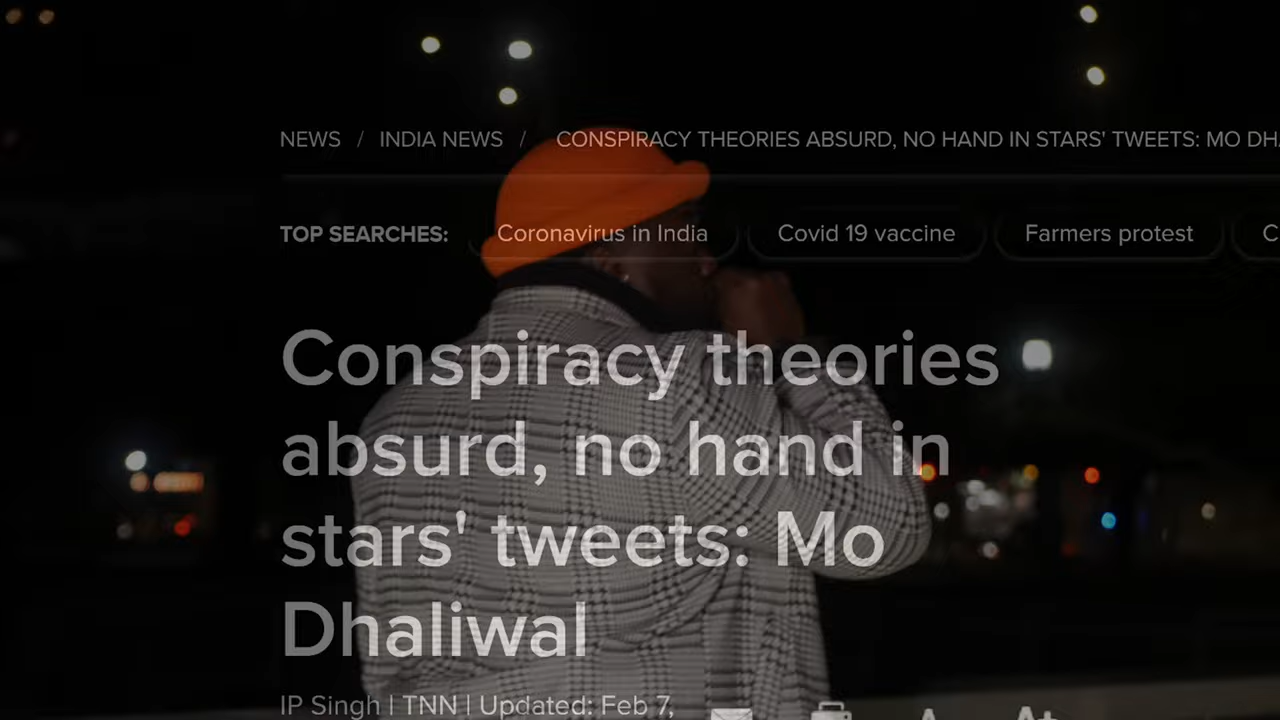 NEWS / INDIA NEWS / CONSPIRACY THEORIES ABSURD, NO HAND IN STARS' TWEETS: MO
TOP SEARCHES: Coronavirus in India Covid 19 vaccine Farmers protest
Conspiracy theories
absurd, no hand in
stars' tweets: Mo
Dhaliwal
IP Singh | TNN | Updated: Feb 7,